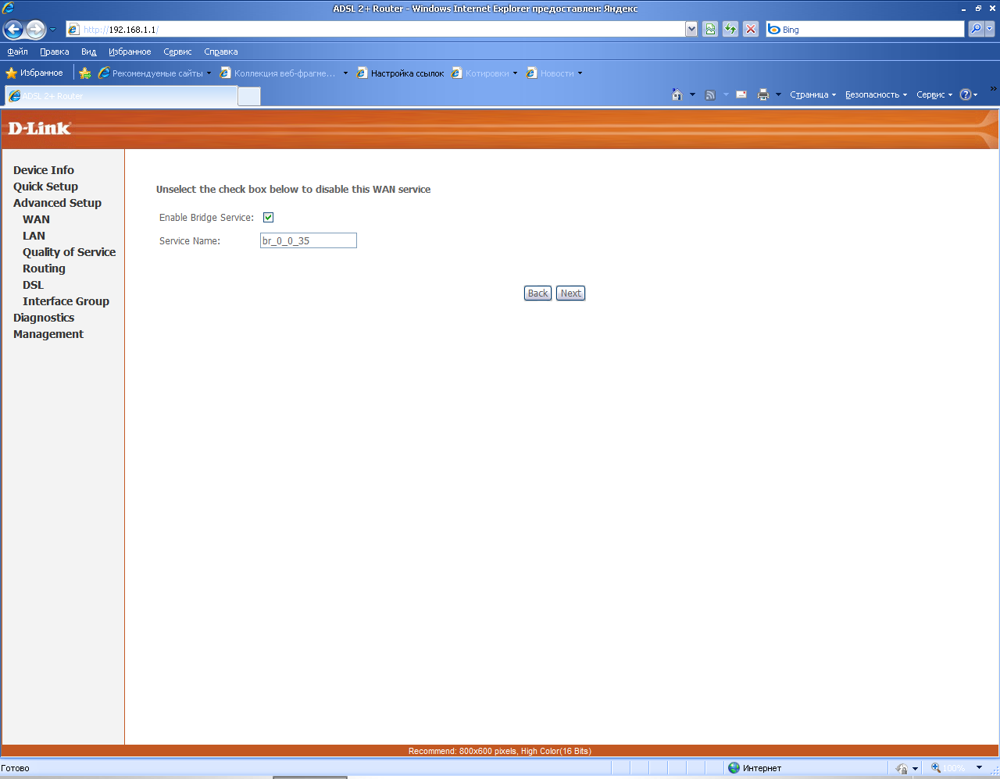 ADSL 2+ Router - Windows Internet Explorer предоставлен: Яндекс
http://192.168.1.1/
Bing
Файл Правка Вид Избранное Сервис Справка
Избранное Рекомендуемые сайты Коллекция веб-фрагме... Настройка ссылок Котировки Новости
ADSL 2+ Router
Страница Безопасность Сервис
D-Link
Device Info
Quick Setup
Advanced Setup
WAN
LAN
Quality of Service
Routing
DSL
Interface Group
Diagnostics
Management
Unselect the check box below to disable this WAN service
Enable Bridge Service:
Service Name: br_0_0_35
Back Next
Recommend: 800x600 pixels, High Color(16 Bits)
Готово Интернет 100%